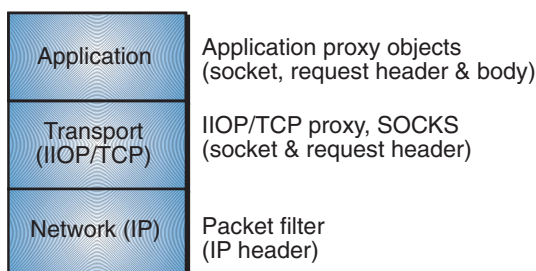 Application
Application proxy objects
(socket, request header & body)
Transport
(IIOP/TCP)
IIOP/TCP proxy, SOCKS
(socket & request header)
Network (IP)
Packet filter
(IP header)